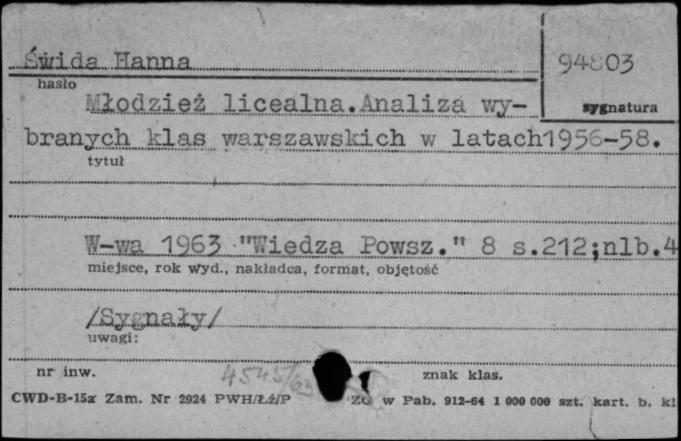 Świda Hanna
94803
hasło
sygnatura
Młodzież licealna.Analiza wy-
branych klas warszawskich w latach1956-58.
tytuł
W-wa 1963 "Wiedza Powsz." 8 s.212;nlb.4
miejsce, rok wyd., nakładca, format, objętość
/Sygnały/
uwagi:
nr inw.
znak klas.
CWD-B-15a Zam. Nr 2924 PWH/Łż/P ZG w Pab. 912-64 1 000 000 szt. kart. b. kl